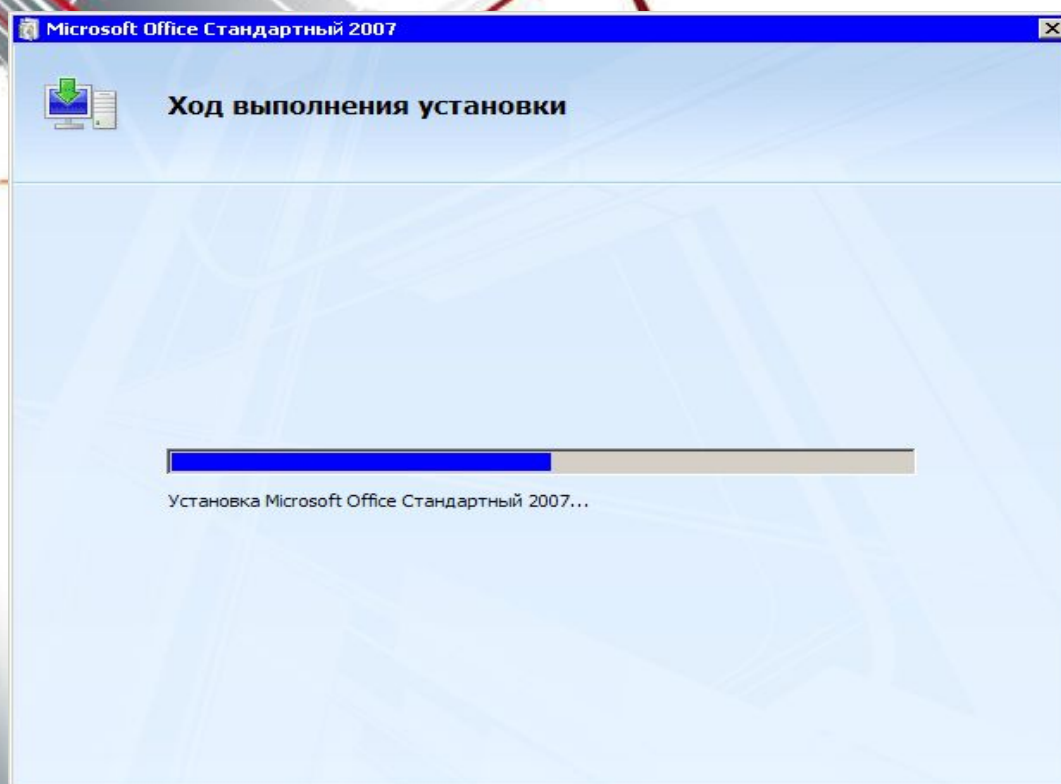 Microsoft Office Стандартный 2007
Ход выполнения установки
Установка Microsoft Office Стандартный 2007...